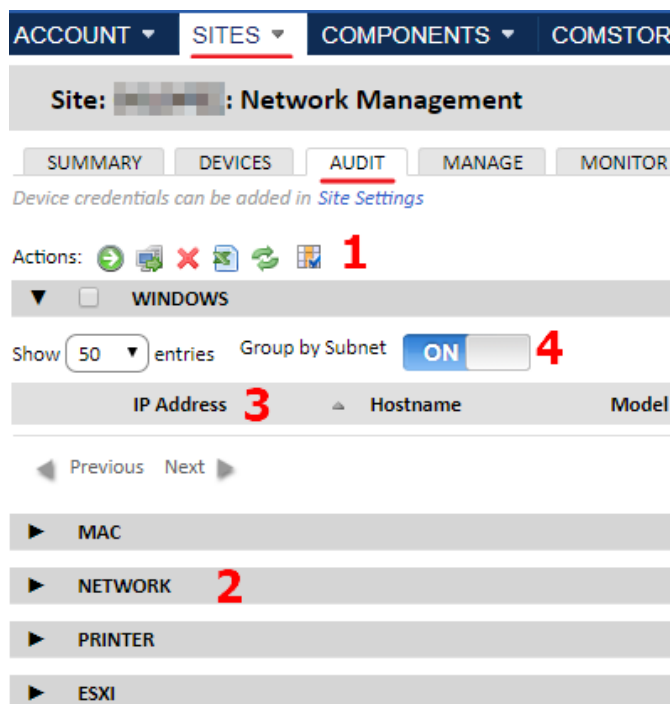 ACCOUNT SITES COMPONENTS COMSTOR
Site: : Network Management
SUMMARY DEVICES AUDIT MANAGE MONITOR
Device credentials can be added in Site Settings
Actions: 1
WINDOWS
Show 50 entries Group by Subnet ON 4
IP Address 3 Hostname Model
Previous Next
MAC
NETWORK 2
PRINTER
ESXI